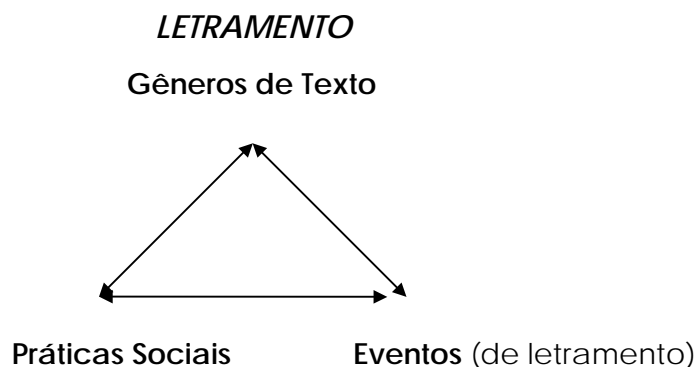 LETRAMENTO
Gêneros de Texto
Práticas Sociais Eventos (de letramento)